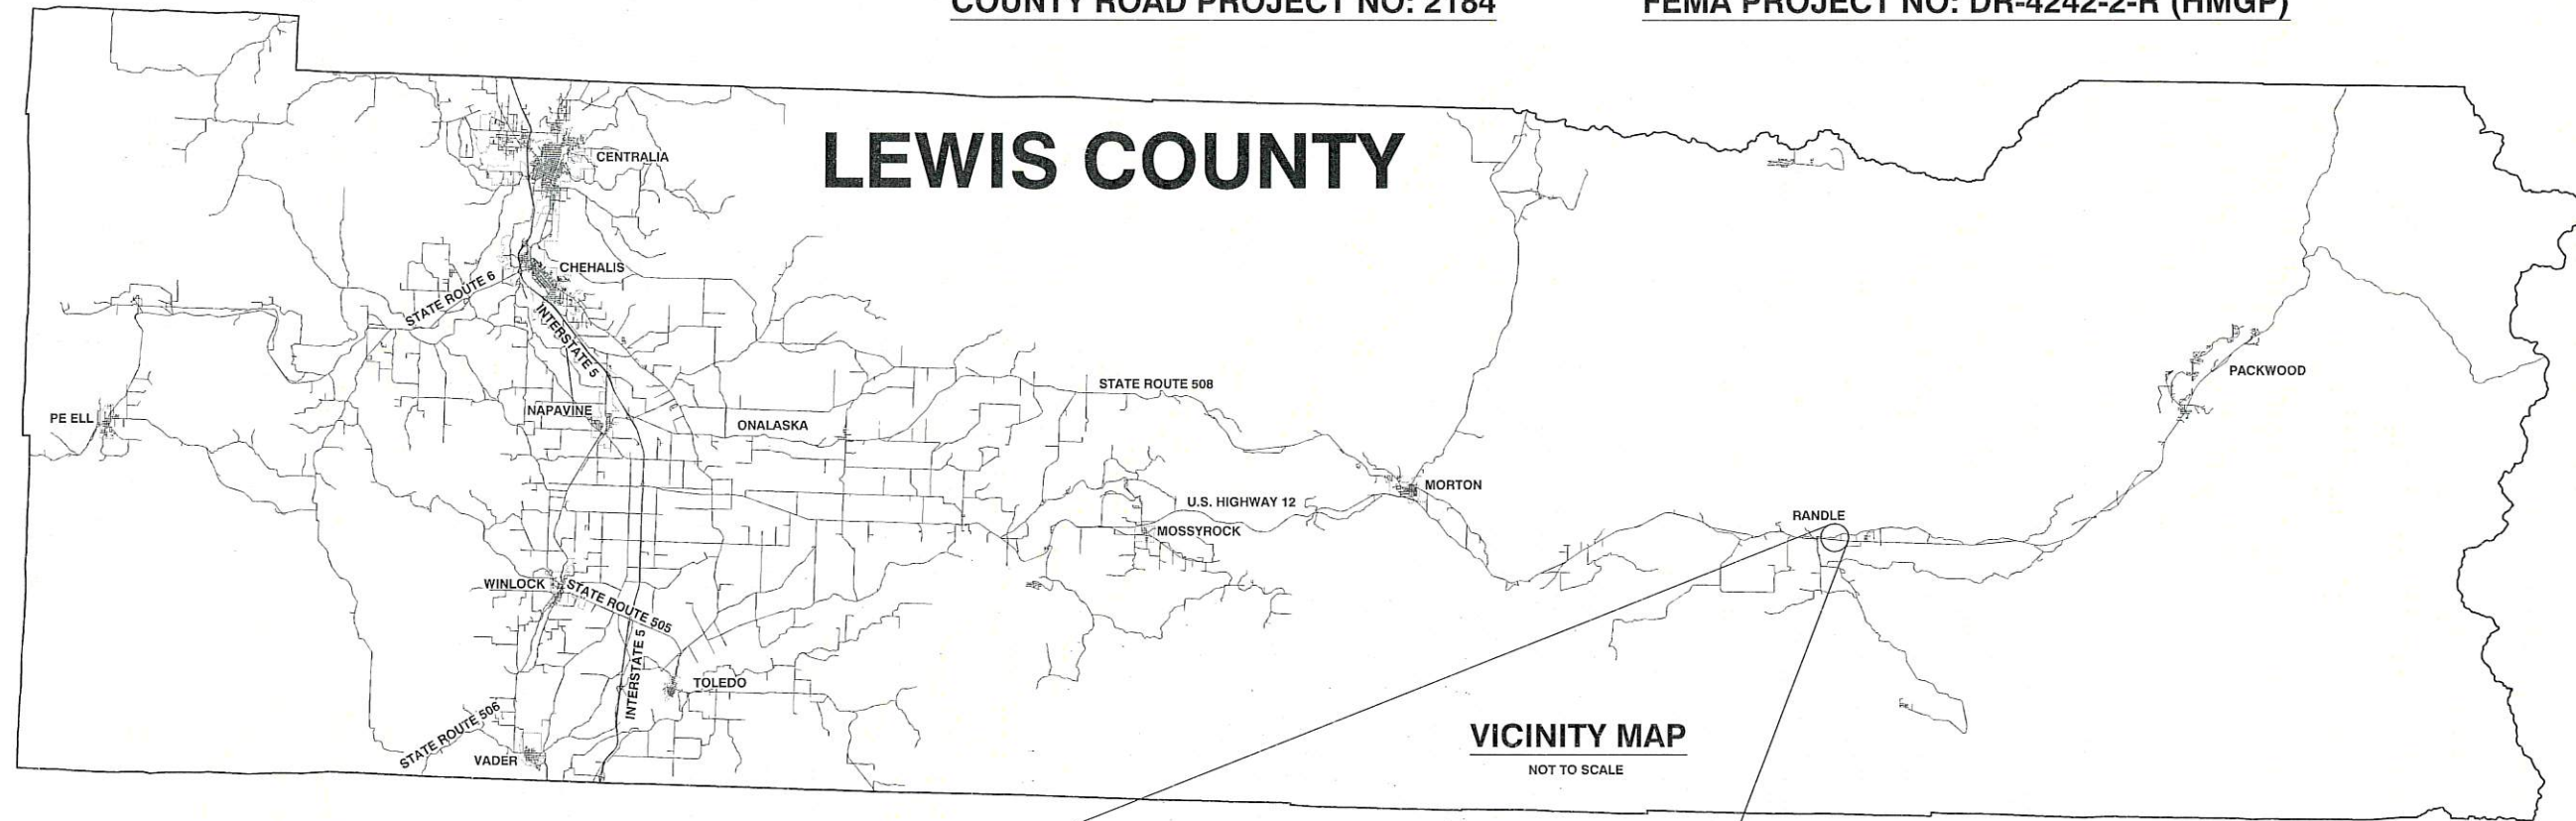 COUNTY ROAD PROJECT NO: 2184
FEMA PROJECT NO: DR-4242-2-R (HMGP)
LEWIS COUNTY
CENTRALIA
CHEHALIS
STATE ROUTE 6
INTERSTATE 5
STATE ROUTE 508
PACKWOOD
PE ELL
NAPAVINE
ONALASKA
MORTON
U.S. HIGHWAY 12
MOSSYROCK
RANDLE
WINLOCK
STATE ROUTE 505
INTERSTATE 5
TOLEDO
STATE ROUTE 506
VADER
VICINITY MAP
NOT TO SCALE